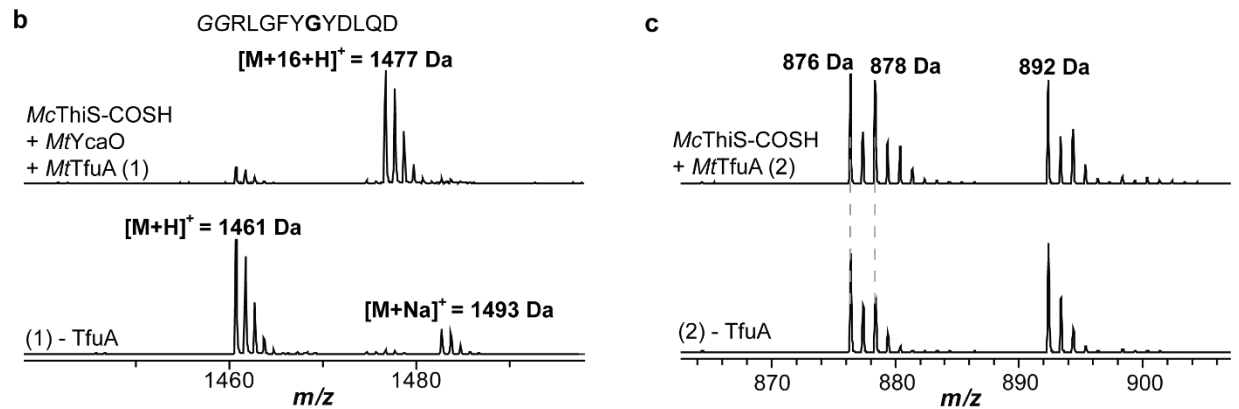 b
GGRLGFYGYDLQD
[M+16+H]+ = 1477 Da
McThiS-COSH
+ MtYcaO
+ MtTfuA (1)
[M+H]+ = 1461 Da
[M+Na]+ = 1493 Da
(1) - TfuA
1460 1480
m/z
c
876 Da 878 Da 892 Da
McThiS-COSH
+ MtTfuA (2)
(2) - TfuA
870 880 890 900
m/z